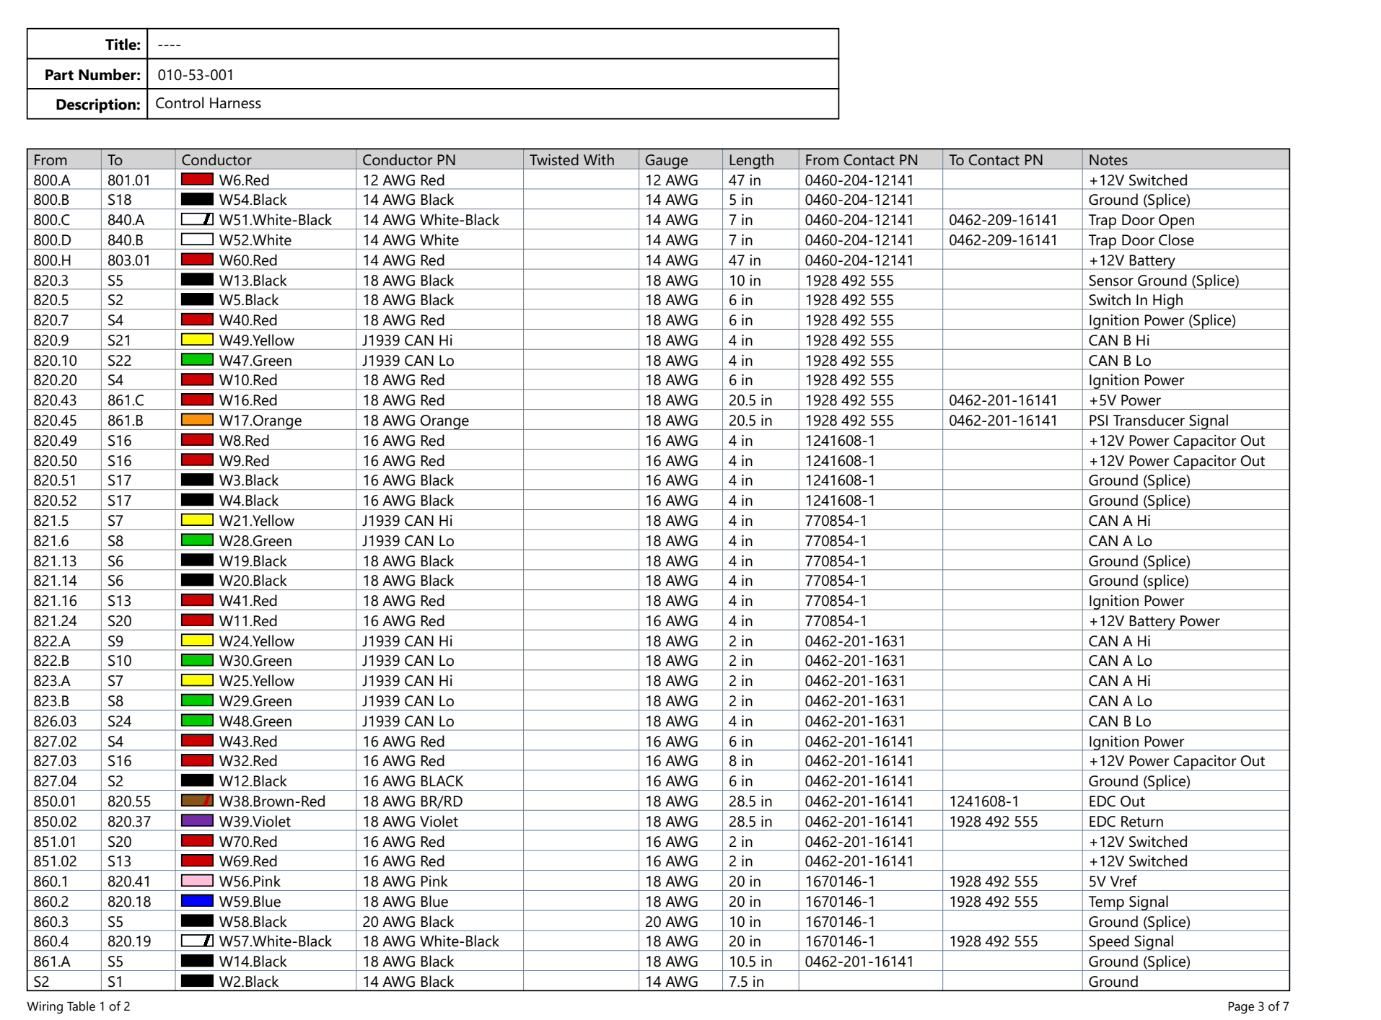 Title: ----
Part Number: 010-53-001
Description: Control Harness
From To Conductor Conductor PN Twisted With Gauge Length From Contact PN To Contact PN Notes
800.A 801.01 W6.Red 12 AWG Red 12 AWG 47 in 0460-204-12141 +12V Switched
800.B S18 W54.Black 14 AWG Black 14 AWG 5 in 0460-204-12141 Ground (Splice)
800.C 840.A W51.White-Black 14 AWG White-Black 14 AWG 7 in 0460-204-12141 0462-209-16141 Trap Door Open
800.D 840.B W52.White 14 AWG White 14 AWG 7 in 0460-204-12141 0462-209-16141 Trap Door Close
800.H 803.01 W60.Red 14 AWG Red 14 AWG 47 in 0460-204-12141 +12V Battery
820.3 S5 W13.Black 18 AWG Black 18 AWG 10 in 1928 492 555 Sensor Ground (Splice)
820.5 S2 W5.Black 18 AWG Black 18 AWG 6 in 1928 492 555 Switch In High
820.7 S4 W40.Red 18 AWG Red 18 AWG 6 in 1928 492 555 Ignition Power (Splice)
820.9 S21 W49.Yellow J1939 CAN Hi 18 AWG 4 in 1928 492 555 CAN B Hi
820.10 S22 W47.Green J1939 CAN Lo 18 AWG 4 in 1928 492 555 CAN B Lo
820.20 S4 W10.Red 18 AWG Red 18 AWG 6 in 1928 492 555 Ignition Power
820.43 861.C W16.Red 18 AWG Red 18 AWG 20.5 in 1928 492 555 0462-201-16141 +5V Power
820.45 861.B W17.Orange 18 AWG Orange 18 AWG 20.5 in 1928 492 555 0462-201-16141 PSI Transducer Signal
820.49 S16 W8.Red 16 AWG Red 16 AWG 4 in 1241608-1 +12V Power Capacitor Out
820.50 S16 W9.Red 16 AWG Red 16 AWG 4 in 1241608-1 +12V Power Capacitor Out
820.51 S17 W3.Black 16 AWG Black 16 AWG 4 in 1241608-1 Ground (Splice)
820.52 S17 W4.Black 16 AWG Black 16 AWG 4 in 1241608-1 Ground (Splice)
821.5 S7 W21.Yellow J1939 CAN Hi 18 AWG 4 in 770854-1 CAN A Hi
821.6 S8 W28.Green J1939 CAN Lo 18 AWG 4 in 770854-1 CAN A Lo
821.13 S6 W19.Black 18 AWG Black 18 AWG 4 in 770854-1 Ground (Splice)
821.14 S6 W20.Black 18 AWG Black 18 AWG 4 in 770854-1 Ground (splice)
821.16 S13 W41.Red 18 AWG Red 18 AWG 4 in 770854-1 Ignition Power
821.24 S20 W11.Red 16 AWG Red 16 AWG 4 in 770854-1 +12V Battery Power
822.A S9 W24.Yellow J1939 CAN Hi 18 AWG 2 in 0462-201-1631 CAN A Hi
822.B S10 W30.Green J1939 CAN Lo 18 AWG 2 in 0462-201-1631 CAN A Lo
823.A S7 W25.Yellow J1939 CAN Hi 18 AWG 2 in 0462-201-1631 CAN A Hi
823.B S8 W29.Green J1939 CAN Lo 18 AWG 2 in 0462-201-1631 CAN A Lo
826.03 S24 W48.Green J1939 CAN Lo 18 AWG 4 in 0462-201-1631 CAN B Lo
827.02 S4 W43.Red 16 AWG Red 16 AWG 6 in 0462-201-16141 Ignition Power
827.03 S16 W32.Red 16 AWG Red 16 AWG 8 in 0462-201-16141 +12V Power Capacitor Out
827.04 S2 W12.Black 16 AWG BLACK 16 AWG 6 in 0462-201-16141 Ground (Splice)
850.01 820.55 W38.Brown-Red 18 AWG BR/RD 18 AWG 28.5 in 0462-201-16141 1241608-1 EDC Out
850.02 820.37 W39.Violet 18 AWG Violet 18 AWG 28.5 in 0462-201-16141 1928 492 555 EDC Return
851.01 S20 W70.Red 16 AWG Red 16 AWG 2 in 0462-201-16141 +12V Switched
851.02 S13 W69.Red 16 AWG Red 16 AWG 2 in 0462-201-16141 +12V Switched
860.1 820.41 W56.Pink 18 AWG Pink 18 AWG 20 in 1670146-1 1928 492 555 5V Vref
860.2 820.18 W59.Blue 18 AWG Blue 18 AWG 20 in 1670146-1 1928 492 555 Temp Signal
860.3 S5 W58.Black 20 AWG Black 20 AWG 10 in 1670146-1 Ground (Splice)
860.4 820.19 W57.White-Black 18 AWG White-Black 18 AWG 20 in 1670146-1 1928 492 555 Speed Signal
861.A S5 W14.Black 18 AWG Black 18 AWG 10.5 in 0462-201-16141 Ground (Splice)
S2 S1 W2.Black 14 AWG Black 14 AWG 7.5 in Ground
Wiring Table 1 of 2 Page 3 of 7